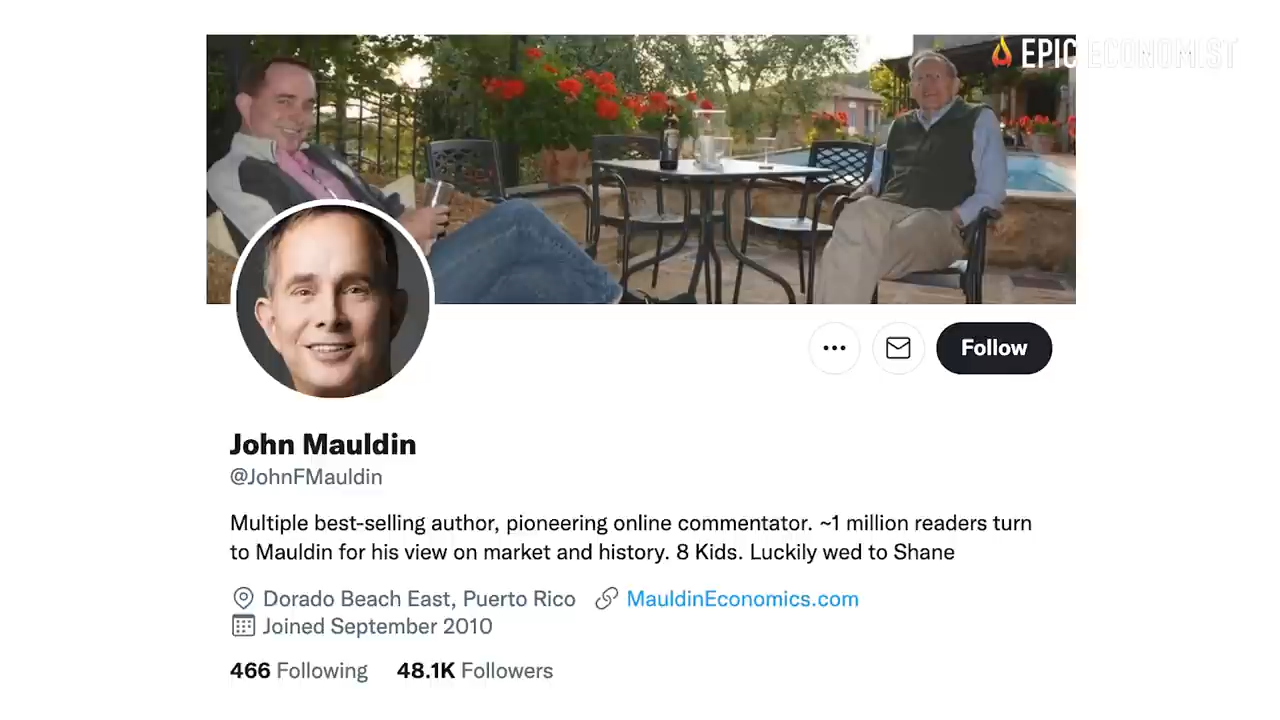 EPIC ECONOMIST
Follow
John Mauldin
@JohnFMauldin
Multiple best-selling author, pioneering online commentator. ~1 million readers turn
to Mauldin for his view on market and history. 8 Kids. Luckily wed to Shane
Dorado Beach East, Puerto Rico MauldinEconomics.com
Joined September 2010
466 Following 48.1K Followers